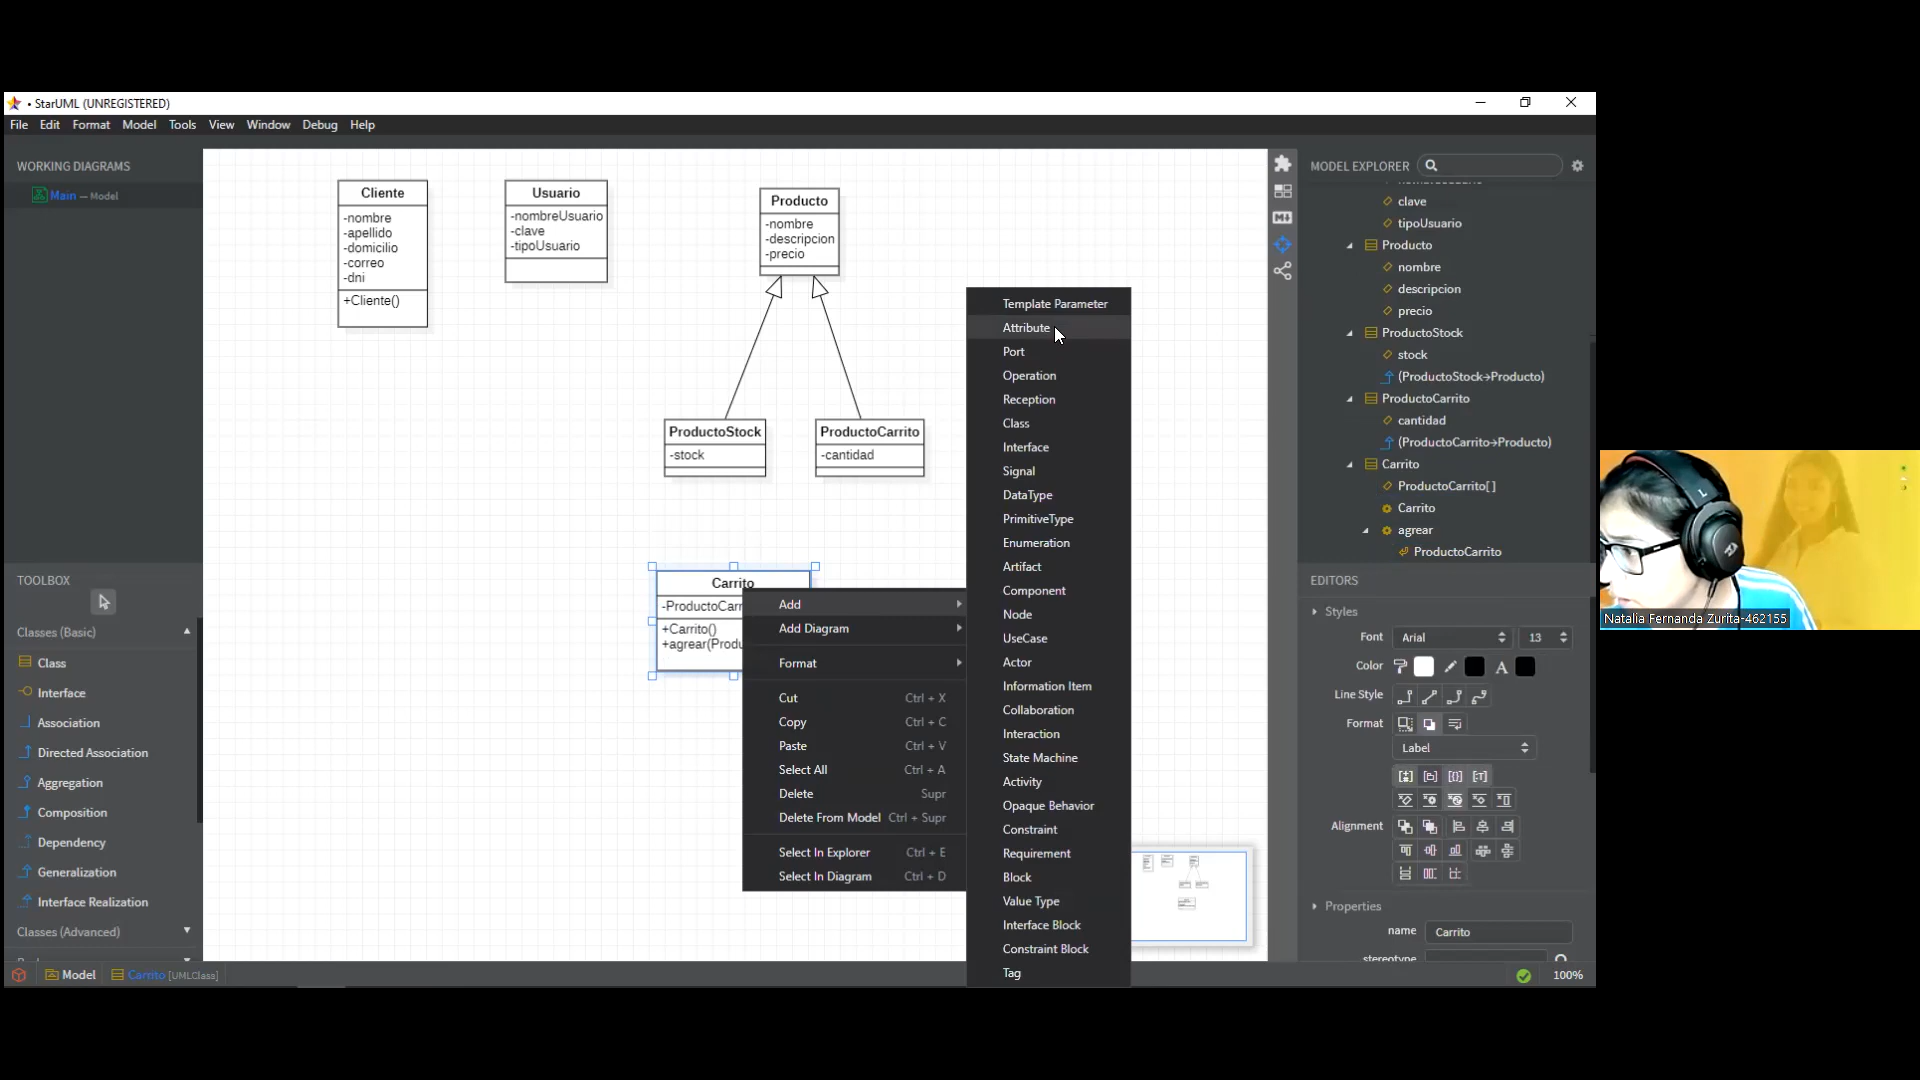 • StarUML (UNREGISTERED)
File Edit Format Model Tools View Window Debug Help
WORKING DIAGRAMS
Main — Model
TOOLBOX
Classes (Basic)
Class
Interface
Association
Directed Association
Aggregation
Composition
Dependency
Generalization
Interface Realization
Classes (Advanced)
Cliente
-nombre
-apellido
-domicilio
-correo
-dni
+Cliente()
Usuario
-nombreUsuario
-clave
-tipoUsuario
Producto
-nombre
-descripcion
-precio
ProductoStock
-stock
ProductoCarrito
-cantidad
Carrito
-ProductoCarr
+Carrito()
+agrear(Produ
Add
Add Diagram
Format
Cut Ctrl + X
Copy Ctrl + C
Paste Ctrl + V
Select All Ctrl + A
Delete Supr
Delete From Model Ctrl + Supr
Select In Explorer Ctrl + E
Select In Diagram Ctrl + D
Template Parameter
Attribute
Port
Operation
Reception
Class
Interface
Signal
DataType
PrimitiveType
Enumeration
Artifact
Component
Node
UseCase
Actor
Information Item
Collaboration
Interaction
State Machine
Activity
Opaque Behavior
Constraint
Requirement
Block
Value Type
Interface Block
Constraint Block
Tag
MODEL EXPLORER
clave
tipoUsuario
Producto
nombre
descripcion
precio
ProductoStock
stock
(ProductoStock→Producto)
ProductoCarrito
cantidad
(ProductoCarrito→Producto)
Carrito
ProductoCarrito[]
Carrito
agrear
ProductoCarrito
EDITORS
Styles
Font Arial 13
Color
Line Style
Format
Label
Alignment
Properties
name Carrito
stereotype
Model Carrito [UMLClass]
100%
Natalia Fernanda Zurita-462155